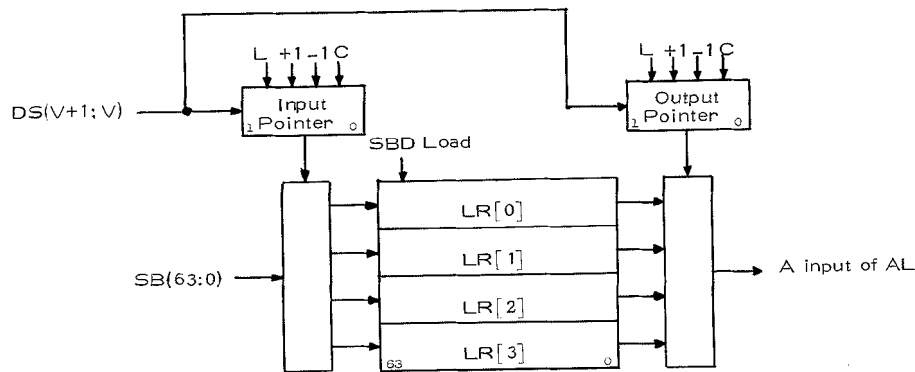 L +1 -1 C
L +1 -1 C
DS(V+1; V)
Input
Pointer
1 0
Output
Pointer
1 0
SBD Load
LR[0]
LR[1]
SB(63:0)
A input of AL
LR[2]
LR[3]
63 0